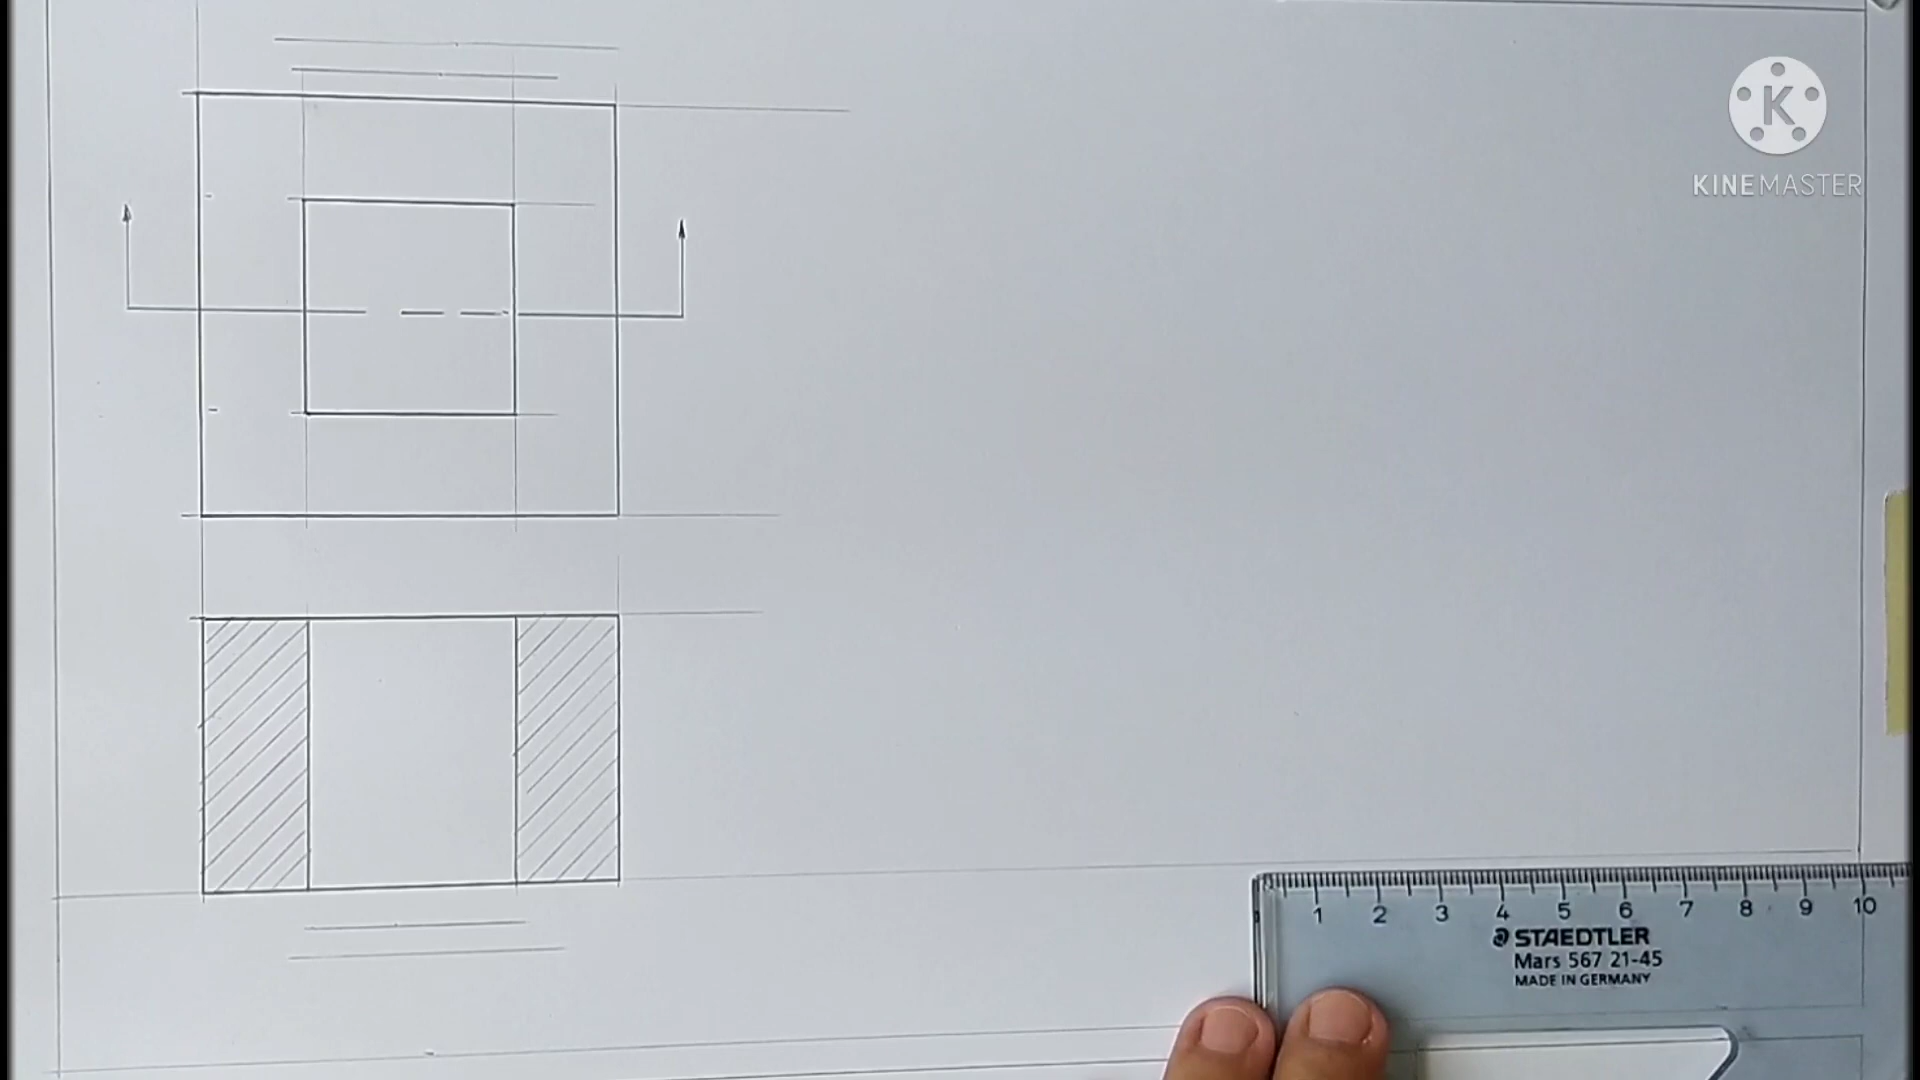 K
KINEMASTER
1 2 3 4 5 6 7 8 9 10
STAEDTLER
Mars 567 21-45
MADE IN GERMANY